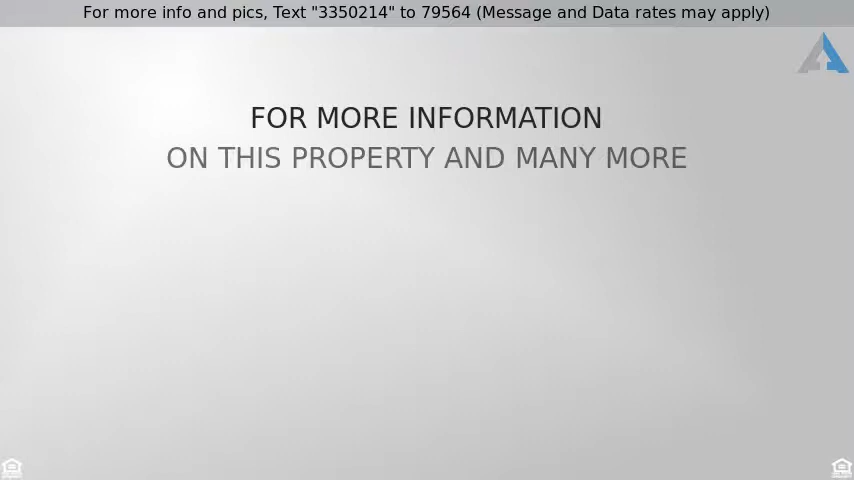 For more info and pics, Text "3350214" to 79564 (Message and Data rates may apply)
FOR MORE INFORMATION
ON THIS PROPERTY AND MANY MORE